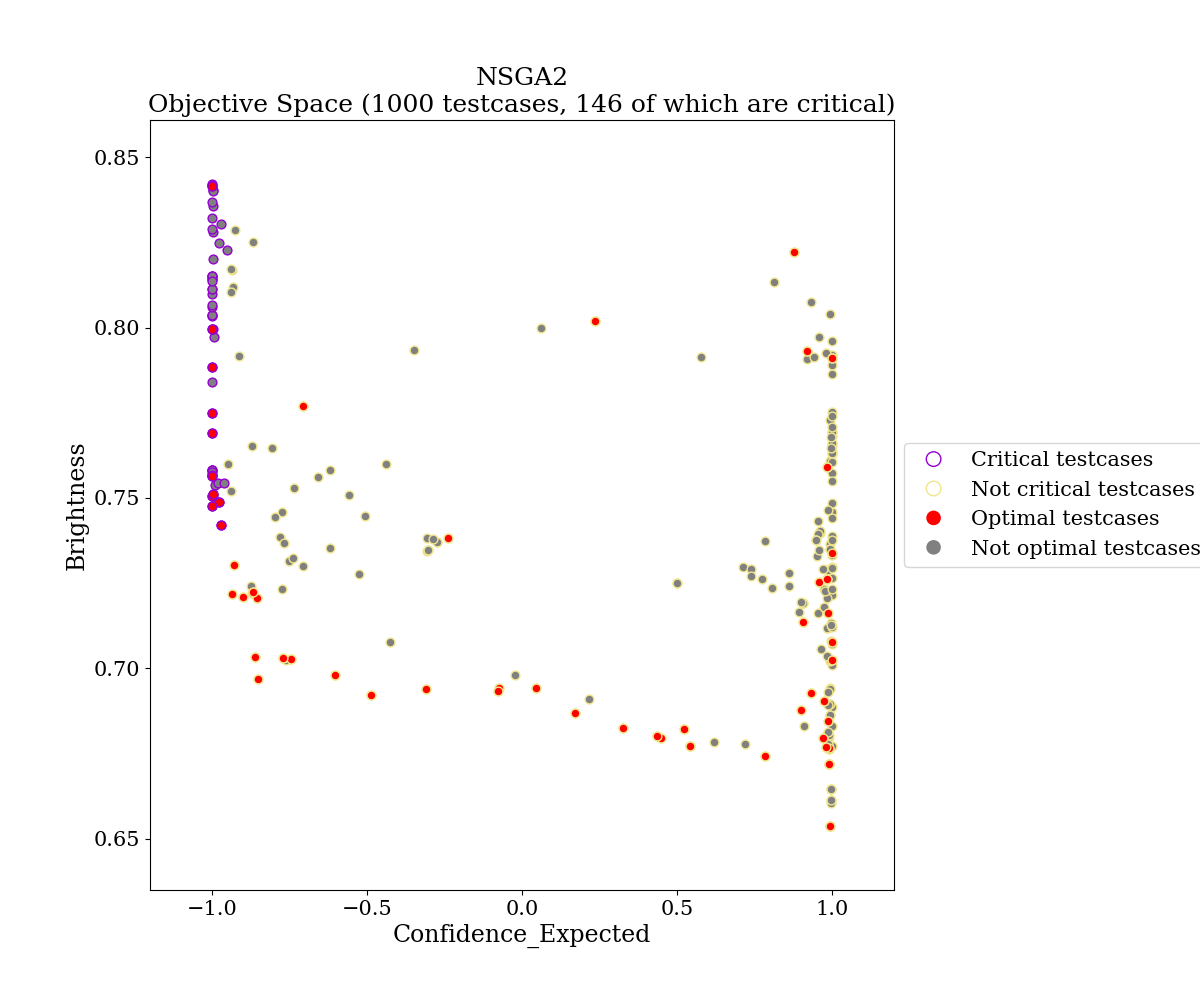 NSGA2
Objective Space (1000 testcases, 146 of which are critical)
0.85
0.80
0.75
0.70
0.65
Brightness
−1.0
−0.5
0.0
0.5
1.0
Confidence_Expected
Critical testcases
Not critical testcases
Optimal testcases
Not optimal testcases